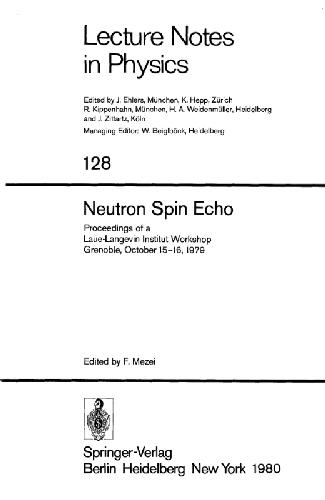 Lecture Notes
in Physics
Edited by J. Ehlers, München, K. Hepp, Zürich
R. Kippenhahn, München, H. A. Weidenmüller, Heidelberg
and J. Zittartz, Köln
Managing Editor: W. Beiglböck, Heidelberg
128
Neutron Spin Echo
Proceedings of a
Laue-Langevin Institut Workshop
Grenoble, October 15–16, 1979
Edited by F. Mezei
Springer-Verlag
Berlin Heidelberg New York 1980